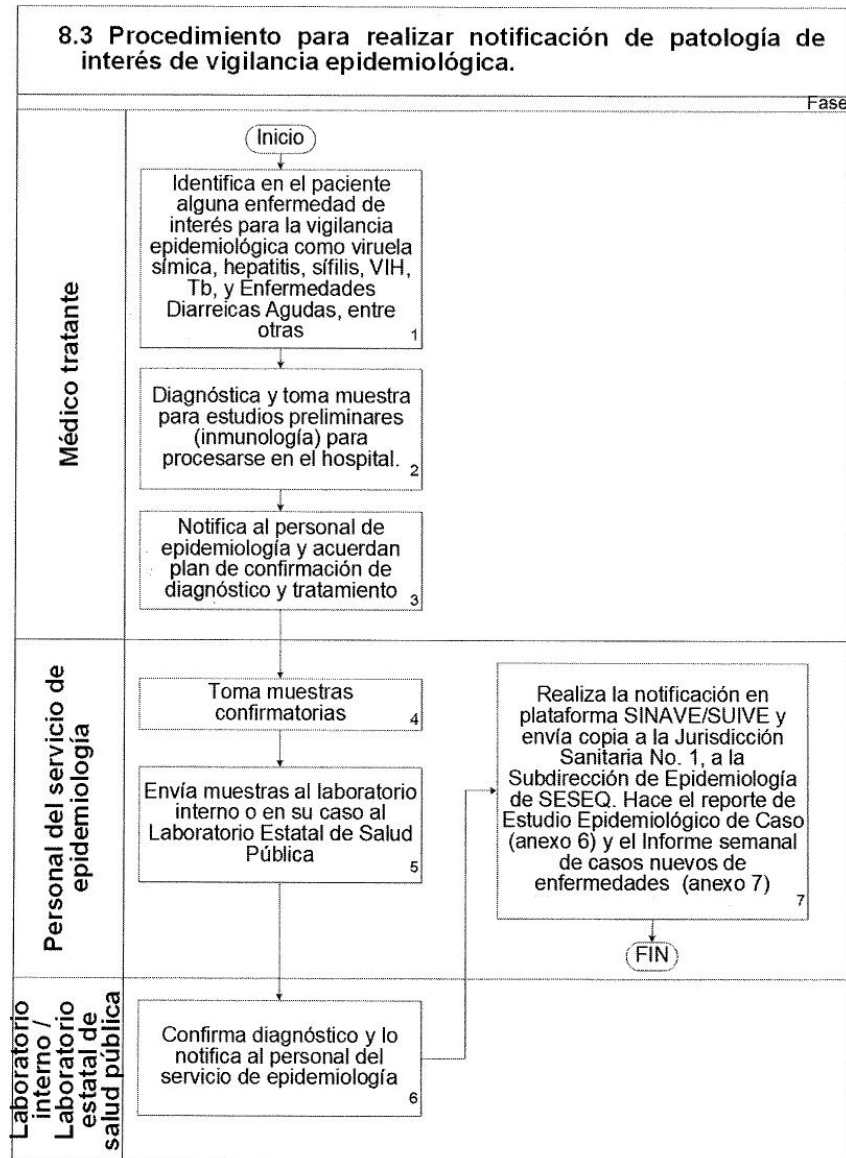 8.3 Procedimiento para realizar notificación de patología de
interés de vigilancia epidemiológica.
Fase
Médico tratante
Inicio
Identifica en el paciente
alguna enfermedad de
interés para la vigilancia
epidemiológica como viruela
símica, hepatitis, sífilis, VIH,
Tb, y Enfermedades
Diarreicas Agudas, entre
otras
1
Diagnóstica y toma muestra
para estudios preliminares
(inmunología) para
procesarse en el hospital.
2
Notifica al personal de
epidemiología y acuerdan
plan de confirmación de
diagnóstico y tratamiento
3
Personal del servicio de
epidemiología
Toma muestras
confirmatorias
4
Envía muestras al laboratorio
interno o en su caso al
Laboratorio Estatal de Salud
Pública
5
Realiza la notificación en
plataforma SINAVE/SUIVE y
envía copia a la Jurisdicción
Sanitaria No. 1, a la
Subdirección de Epidemiología
de SESEQ. Hace el reporte de
Estudio Epidemiológico de Caso
(anexo 6) y el Informe semanal
de casos nuevos de
enfermedades (anexo 7)
7
FIN
Laboratorio
interno /
Laboratorio
estatal de
salud pública
Confirma diagnóstico y lo
notifica al personal del
servicio de epidemiología
6